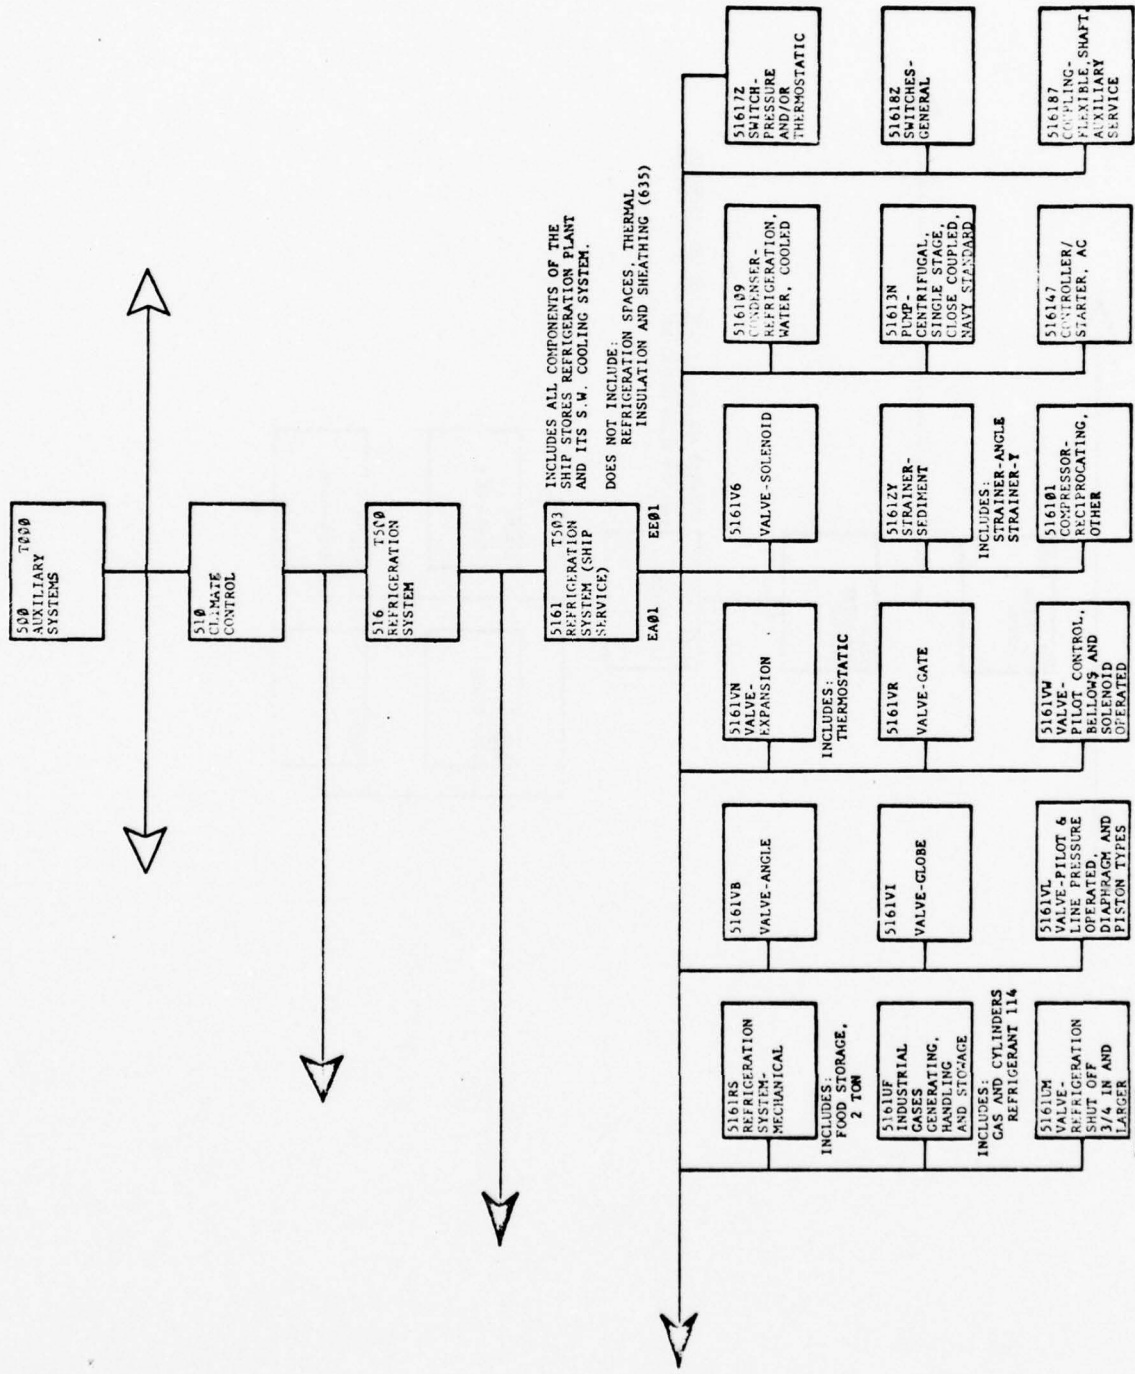 500 T000
AUXILIARY
SYSTEMS
510
CLIMATE
CONTROL
516 T500
REFRIGERATION
SYSTEM
5161 T503
REFRIGERATION
SYSTEM (SHIP
SERVICE)
EA01 EE01
INCLUDES ALL COMPONENTS OF THE
SHIP STORES REFRIGERATION PLANT
AND ITS S.W. COOLING SYSTEM.
DOES NOT INCLUDE:
REFRIGERATION SPACES, THERMAL
INSULATION AND SHEATHING (635)
5161RS
REFRIGERATION
SYSTEM-
MECHANICAL
INCLUDES:
FOOD STORAGE,
2 TON
5161UF
INDUSTRIAL
GASES
GENERATING,
HANDLING
AND STOWAGE
INCLUDES:
GAS AND CYLINDERS
REFRIGERANT 114
5161UM
VALVE-
REFRIGERATION
SHUT OFF
3/4 IN AND
LARGER
5161VB
VALVE-ANGLE
5161VI
VALVE-GLOBE
5161VL
VALVE-PILOT &
LINE PRESSURE
OPERATED,
DIAPHRAGM AND
PISTON TYPES
5161VN
VALVE-
EXPANSION
INCLUDES:
THERMOSTATIC
5161VR
VALVE-GATE
5161VW
VALVE-
PILOT CONTROL,
BELLOWS AND
SOLENOID
OPERATED
5161V6
VALVE-SOLENOID
5161ZY
STRAINER-
SEDIMENT
INCLUDES:
STRAINER-ANGLE
STRAINER-Y
516101
COMPRESSOR-
RECIPROCATING,
OTHER
516109
CONDENSER-
REFRIGERATION,
WATER, COOLED
51613N
PUMP-
CENTRIFUGAL,
SINGLE STAGE,
CLOSE COUPLED,
NAVY STANDARD
516147
CONTROLLER/
STARTER, AC
51617Z
SWITCH-
PRESSURE
AND/OR
THERMOSTATIC
51618Z
SWITCHES-
GENERAL
516187
COUPLING-
FLEXIBLE, SHAFT,
AUXILIARY
SERVICE